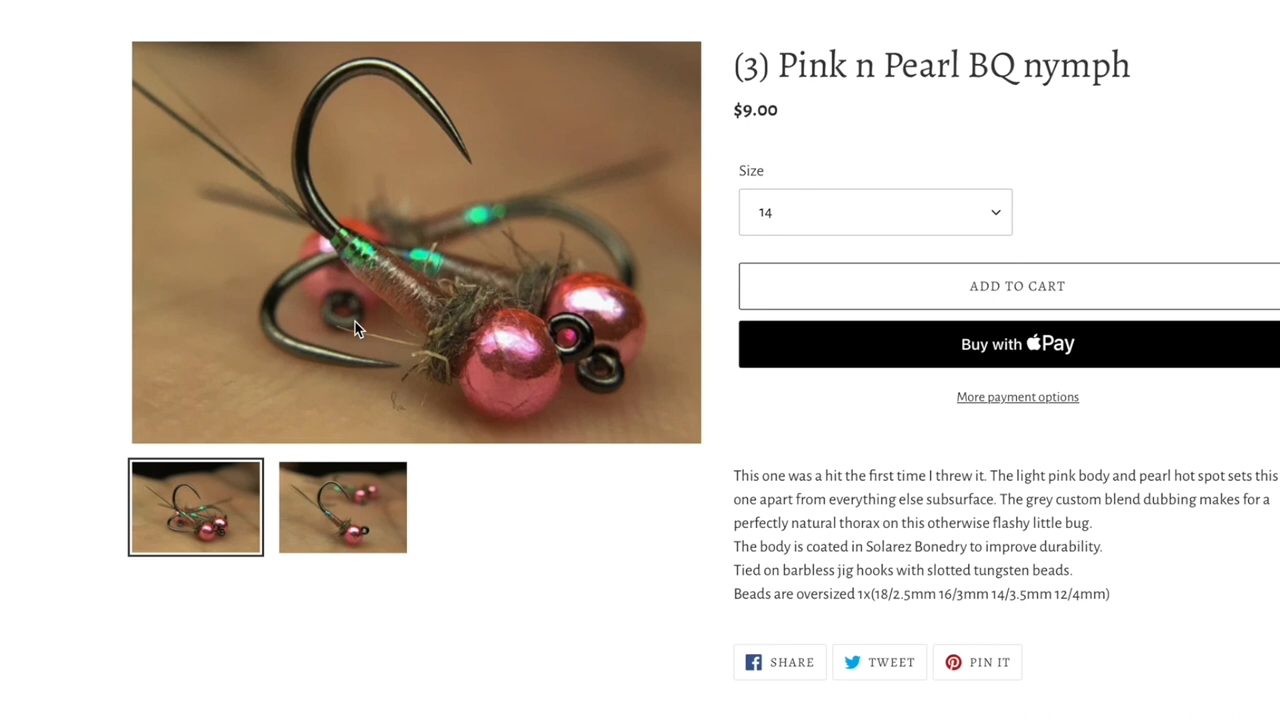 (3) Pink n Pearl BQ nymph
$9.00
Size
14
ADD TO CART
Buy with Pay
More payment options
This one was a hit the first time I threw it. The light pink body and pearl hot spot sets this
one apart from everything else subsurface. The grey custom blend dubbing makes for a
perfectly natural thorax on this otherwise flashy little bug.
The body is coated in Solarez Bonedry to improve durability.
Tied on barbless jig hooks with slotted tungsten beads.
Beads are oversized 1x(18/2.5mm 16/3mm 14/3.5mm 12/4mm)
SHARE TWEET PIN IT